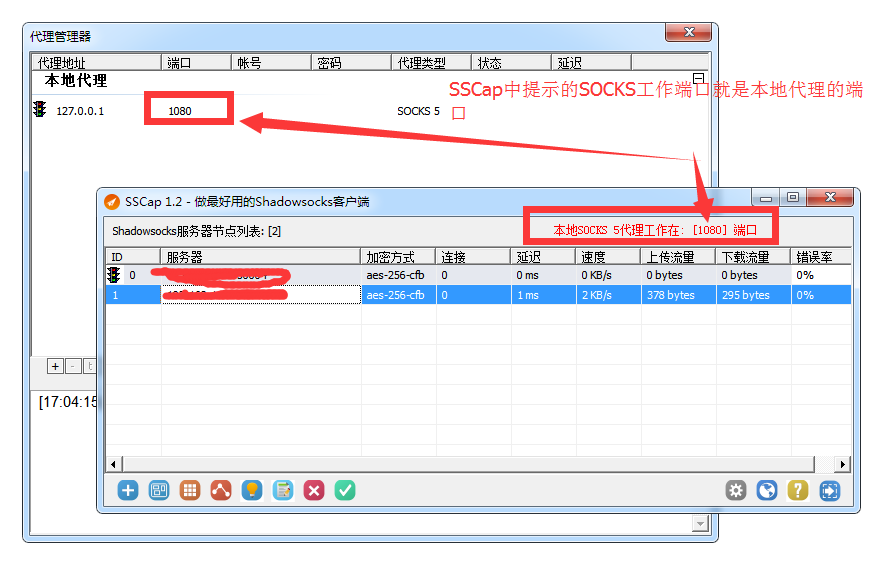 代理管理器
代理地址 端口 帐号 密码 代理类型 状态 延迟
本地代理
127.0.0.1 1080 SOCKS 5
SSCap中提示的SOCKS工作端口就是本地代理的端
口
SSCap 1.2 - 做最好用的Shadowsocks客户端
Shadowsocks服务器节点列表: [2]
本地SOCKS 5代理工作在: [1080] 端口
ID 服务器 加密方式 连接 延迟 速度 上传流量 下载流量 错误率
0 aes-256-cfb 0 0 ms 0 KB/s 0 bytes 0 bytes 0%
1 aes-256-cfb 0 1 ms 2 KB/s 378 bytes 295 bytes 0%
[17:04:15